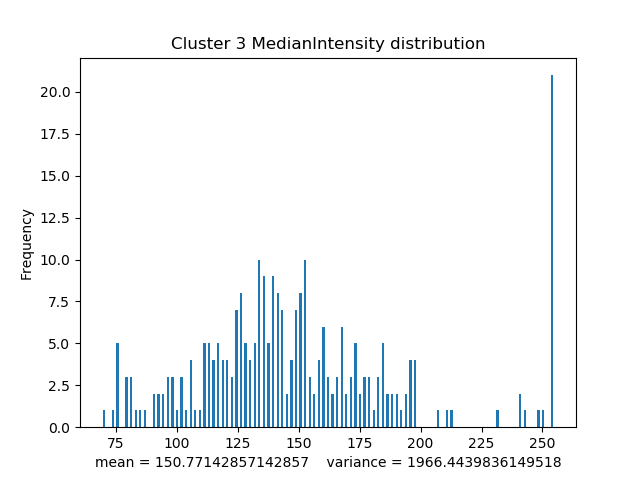 Cluster 3 MedianIntensity distribution
20.0
17.5
15.0
12.5
10.0
7.5
5.0
2.5
0.0
Frequency
75 100 125 150 175 200 225 250
mean = 150.77142857142857 variance = 1966.4439836149518